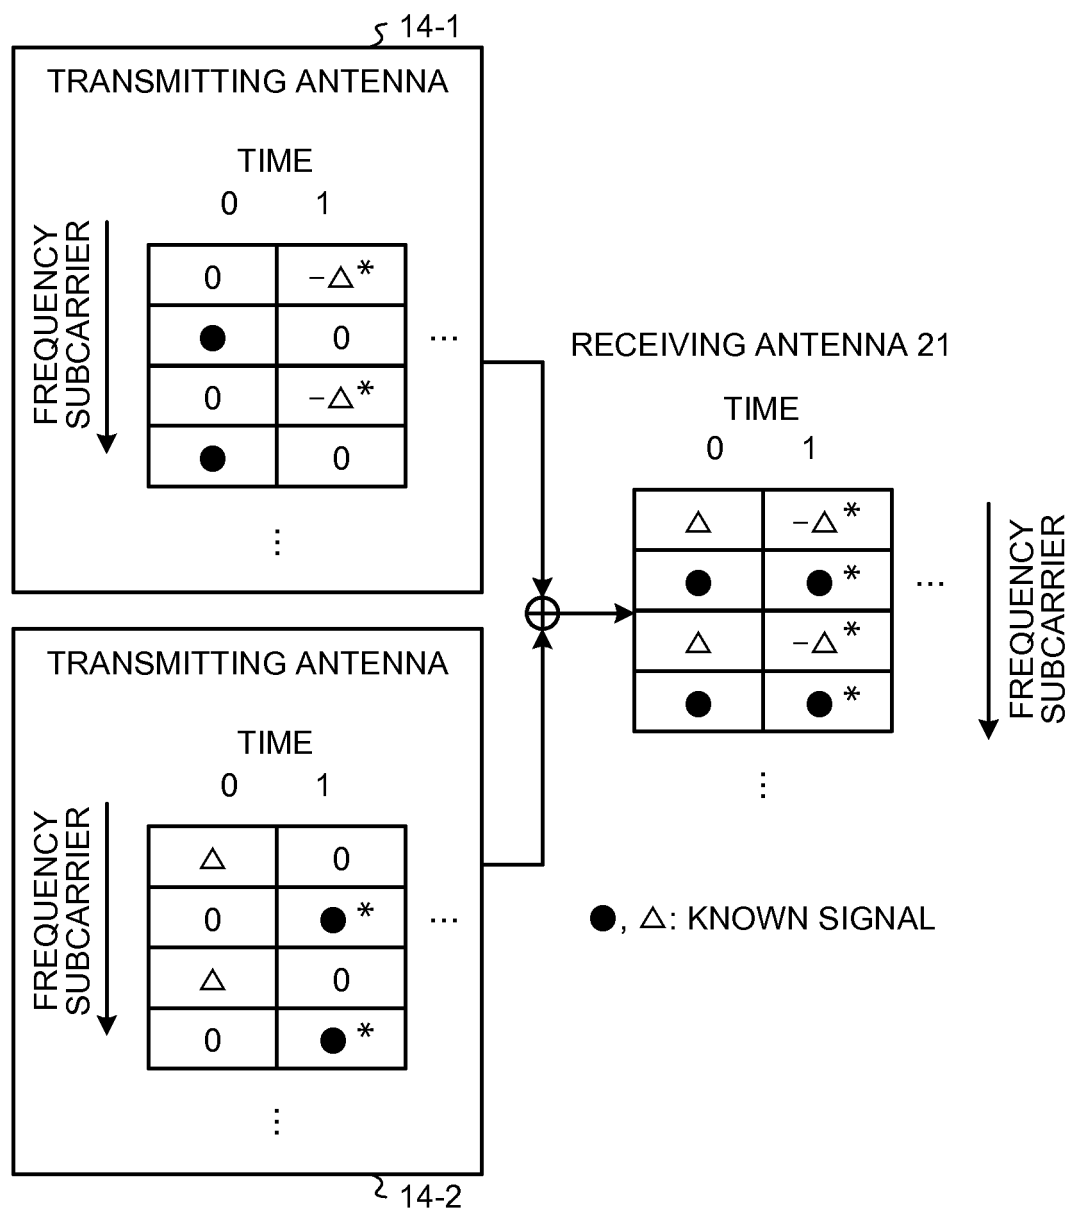 14-1
TRANSMITTING ANTENNA
TIME
0 1
FREQUENCY
SUBCARRIER
0 −△*
● 0
0 −△*
● 0
...
⋮
TRANSMITTING ANTENNA
TIME
0 1
FREQUENCY
SUBCARRIER
△ 0
0 ●*
△ 0
0 ●*
...
⋮
14-2
RECEIVING ANTENNA 21
TIME
0 1
△ −△*
● ●*
△ −△*
● ●*
...
⋮
FREQUENCY
SUBCARRIER
●, △: KNOWN SIGNAL